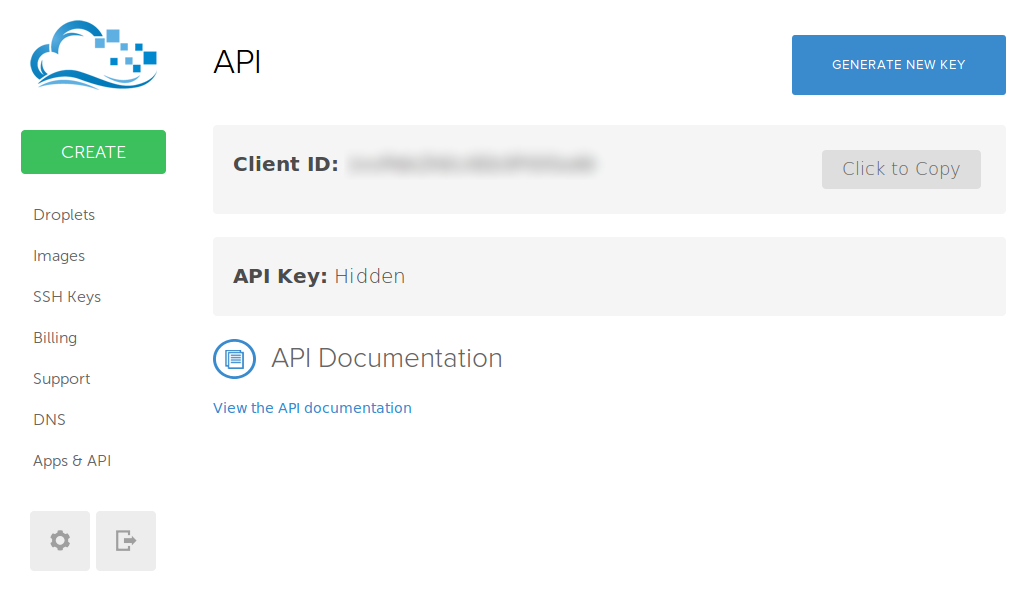 API
GENERATE NEW KEY
CREATE
Droplets
Images
SSH Keys
Billing
Support
DNS
Apps & API
Client ID:
Click to Copy
API Key: Hidden
API Documentation
View the API documentation